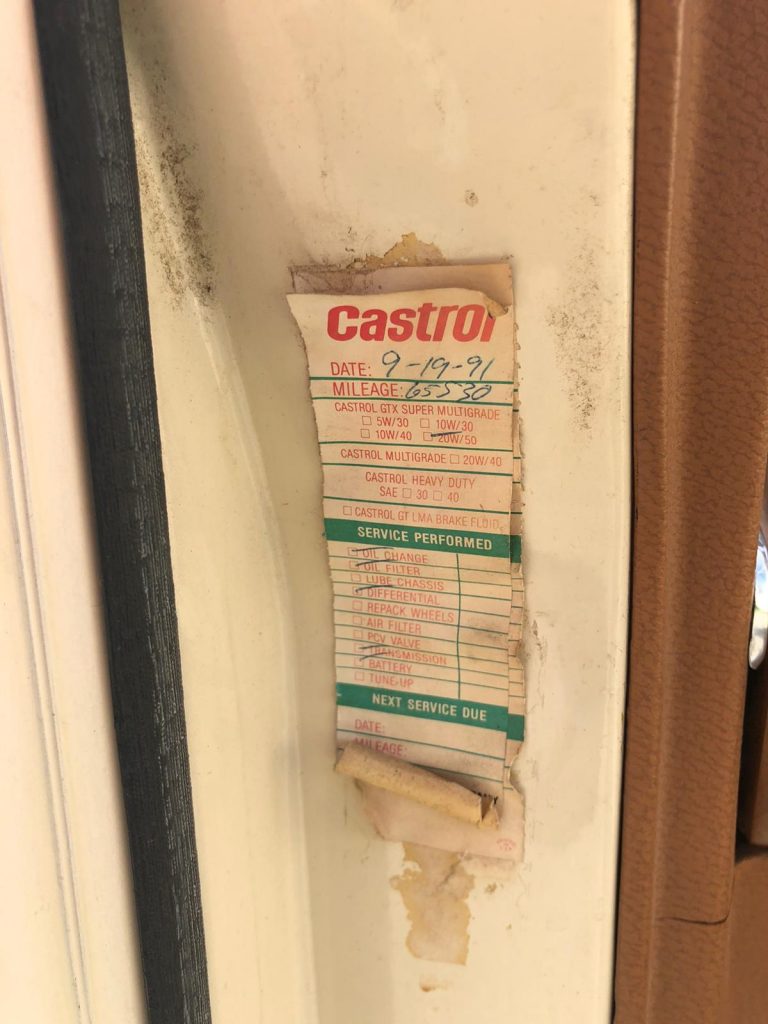 Castrol
DATE: 9-19-91
MILEAGE: 65530
CASTROL GTX SUPER MULTIGRADE
5W/30 10W/30
10W/40 20W/50
CASTROL MULTIGRADE 20W/40
CASTROL HEAVY DUTY
SAE 30 40
CASTROL GT LMA BRAKE FLUID
SERVICE PERFORMED
OIL CHANGE
OIL FILTER
LUBE CHASSIS
DIFFERENTIAL
REPACK WHEELS
AIR FILTER
PCV VALVE
TRANSMISSION
BATTERY
TUNE-UP
NEXT SERVICE DUE
DATE:
MILEAGE: